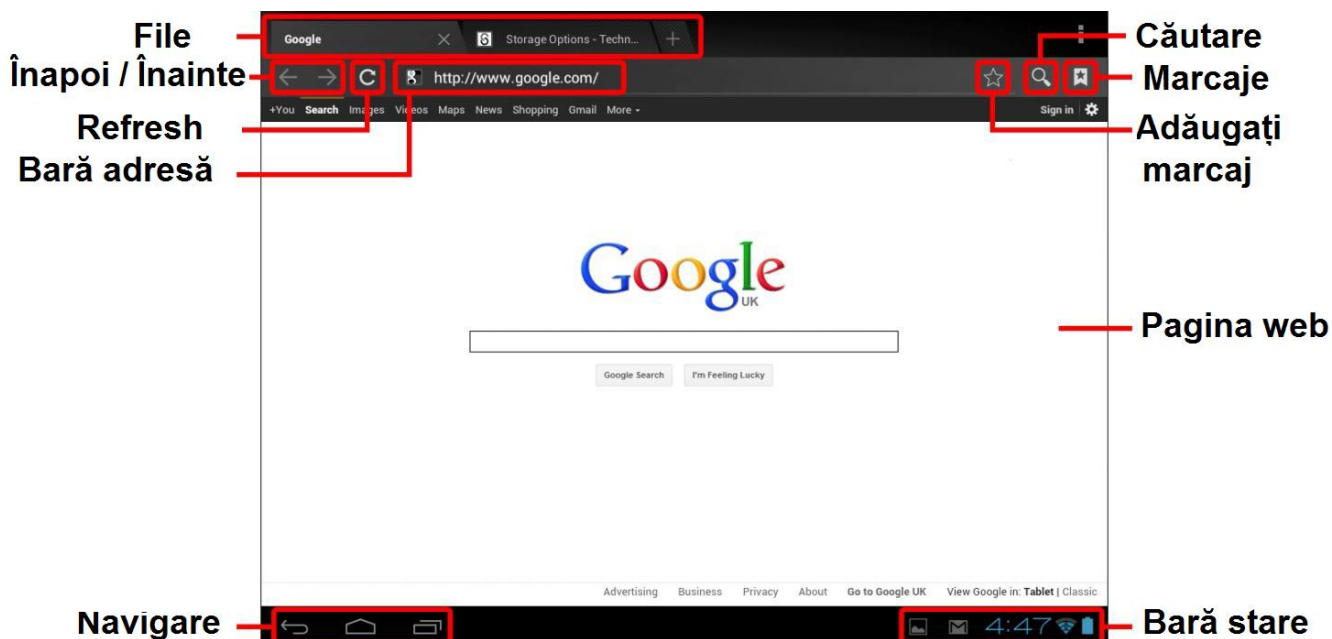 File
Înapoi / Înainte
Refresh
Bară adresă
Navigare
Google
Storage Options - Techn...
http://www.google.com/
+You Search Images Videos Maps News Shopping Gmail More
Sign in
Google
UK
Google Search
I'm Feeling Lucky
Advertising Business Privacy About Go to Google UK View Google in: Tablet | Classic
4:47
Căutare
Marcaje
Adăugați
marcaj
Pagina web
Bară stare